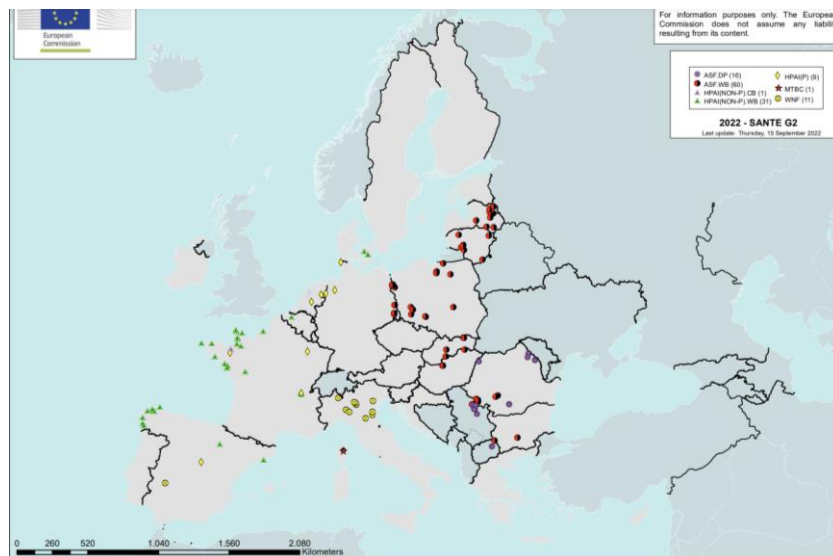 European
Commission
For information purposes only. The European
Commission does not assume any liability
resulting from its content.
ASF.DP (16)
ASF.WB (60)
HPAI(NON-P).CB (1)
HPAI(NON-P).WB (31)
HPAI(P) (9)
MTBC (1)
WNF (11)
2022 - SANTE G2
Last update: Thursday, 15 September 2022
0 260 520 1.040 1.560 2.080
Kilometers